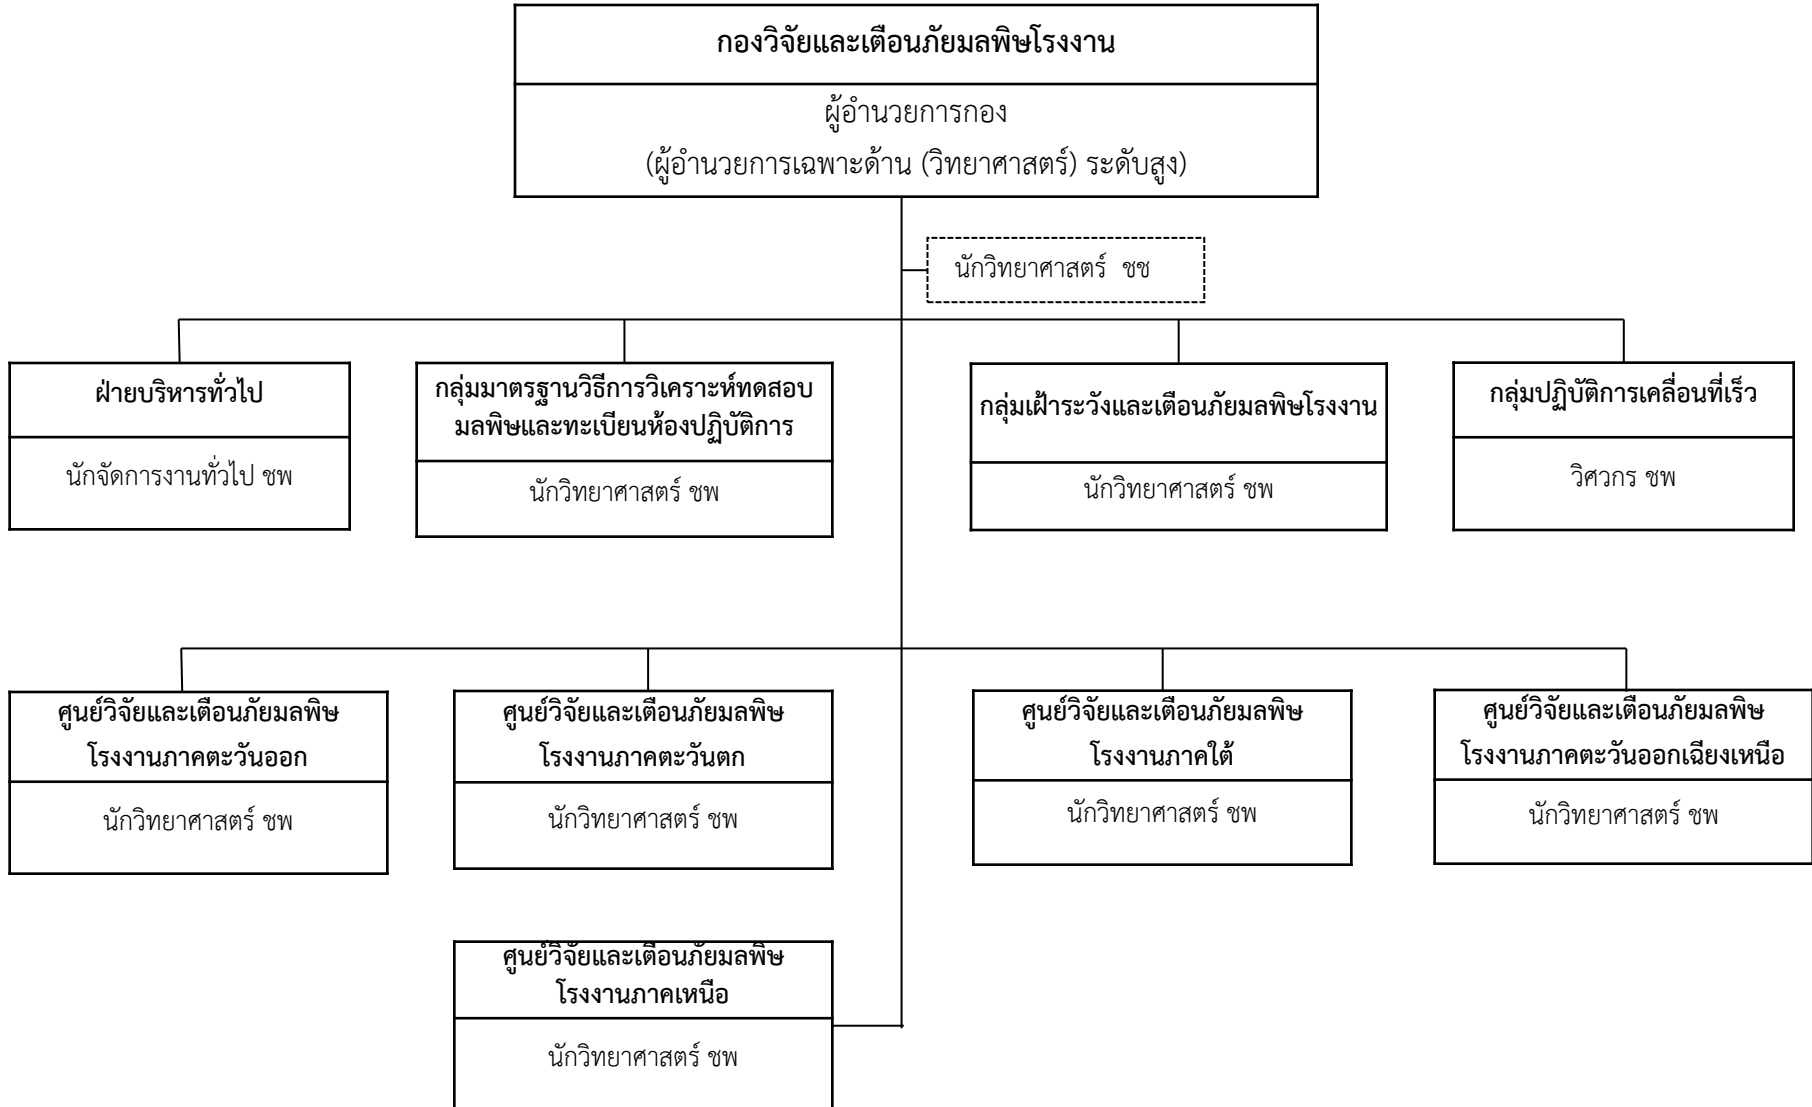 กองวิจัยและเตือนภัยมลพิษโรงงาน
ผู้อำนวยการกอง
(ผู้อำนวยการเฉพาะด้าน (วิทยาศาสตร์) ระดับสูง)
นักวิทยาศาสตร์ ชช
ฝ่ายบริหารทั่วไป
นักจัดการงานทั่วไป ชพ
กลุ่มมาตรฐานวิธีการวิเคราะห์ทดสอบ
มลพิษและทะเบียนห้องปฏิบัติการ
นักวิทยาศาสตร์ ชพ
กลุ่มเฝ้าระวังและเตือนภัยมลพิษโรงงาน
นักวิทยาศาสตร์ ชพ
กลุ่มปฏิบัติการเคลื่อนที่เร็ว
วิศวกร ชพ
ศูนย์วิจัยและเตือนภัยมลพิษ
โรงงานภาคตะวันออก
นักวิทยาศาสตร์ ชพ
ศูนย์วิจัยและเตือนภัยมลพิษ
โรงงานภาคตะวันตก
นักวิทยาศาสตร์ ชพ
ศูนย์วิจัยและเตือนภัยมลพิษ
โรงงานภาคใต้
นักวิทยาศาสตร์ ชพ
ศูนย์วิจัยและเตือนภัยมลพิษ
โรงงานภาคตะวันออกเฉียงเหนือ
นักวิทยาศาสตร์ ชพ
ศูนย์วิจัยและเตือนภัยมลพิษ
โรงงานภาคเหนือ
นักวิทยาศาสตร์ ชพ